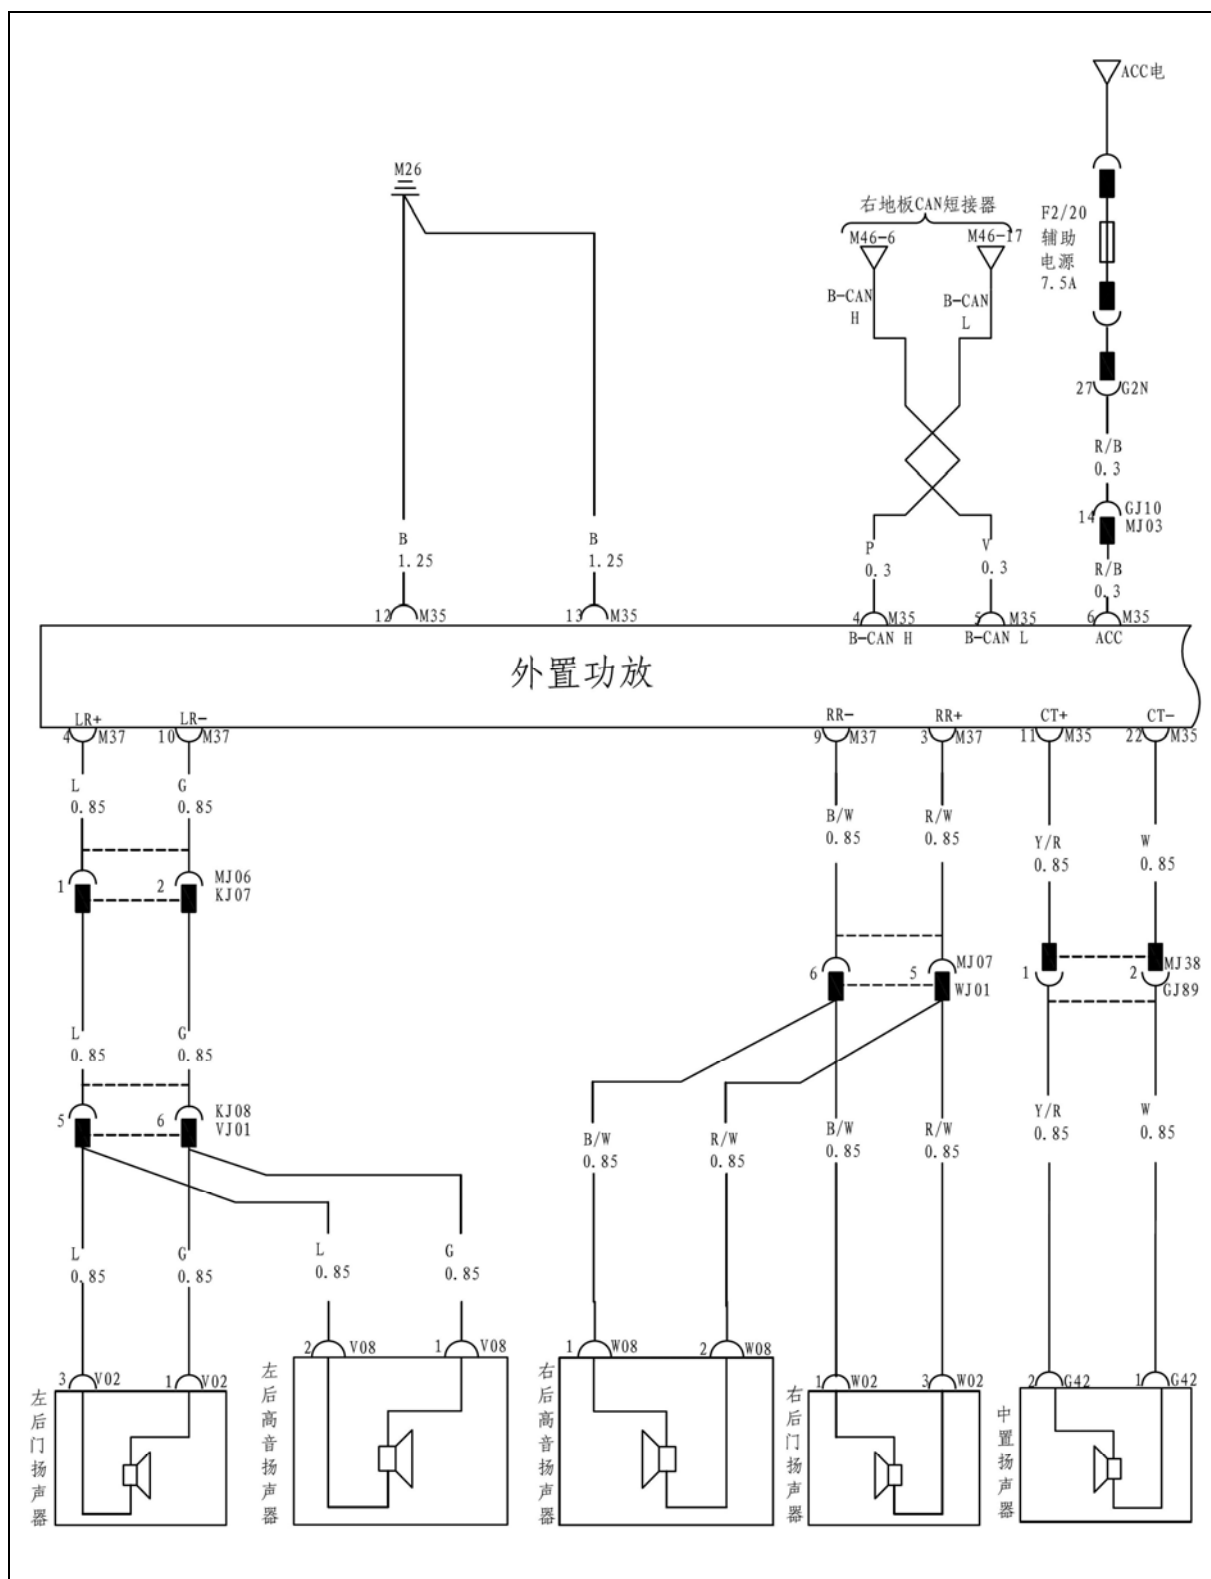 ACC电
M26
右地板CAN短接器
M46-6
M46-17
F2/20
辅助
电源
7.5A
B-CAN
H
B-CAN
L
27
G2N
R/B
0.3
14
GJ10
MJ03
B
1.25
B
1.25
P
0.3
V
0.3
R/B
0.3
12
M35
13
M35
4
M35
5
M35
6
M35
B-CAN H
B-CAN L
ACC
外置功放
LR+
LR-
RR-
RR+
CT+
CT-
4
M37
10
M37
9
M37
3
M37
11
M35
22
M35
L
0.85
G
0.85
B/W
0.85
R/W
0.85
Y/R
0.85
W
0.85
1
2
MJ06
KJ07
6
5
MJ07
WJ01
1
2
MJ38
GJ89
L
0.85
G
0.85
5
6
KJ08
VJ01
B/W
0.85
R/W
0.85
B/W
0.85
R/W
0.85
Y/R
0.85
W
0.85
L
0.85
G
0.85
L
0.85
G
0.85
3
V02
1
V02
2
V08
1
V08
1
W08
2
W08
1
W02
3
W02
2
G42
1
G42
左后门扬声器
左后高音扬声器
右后高音扬声器
右后门扬声器
中置扬声器